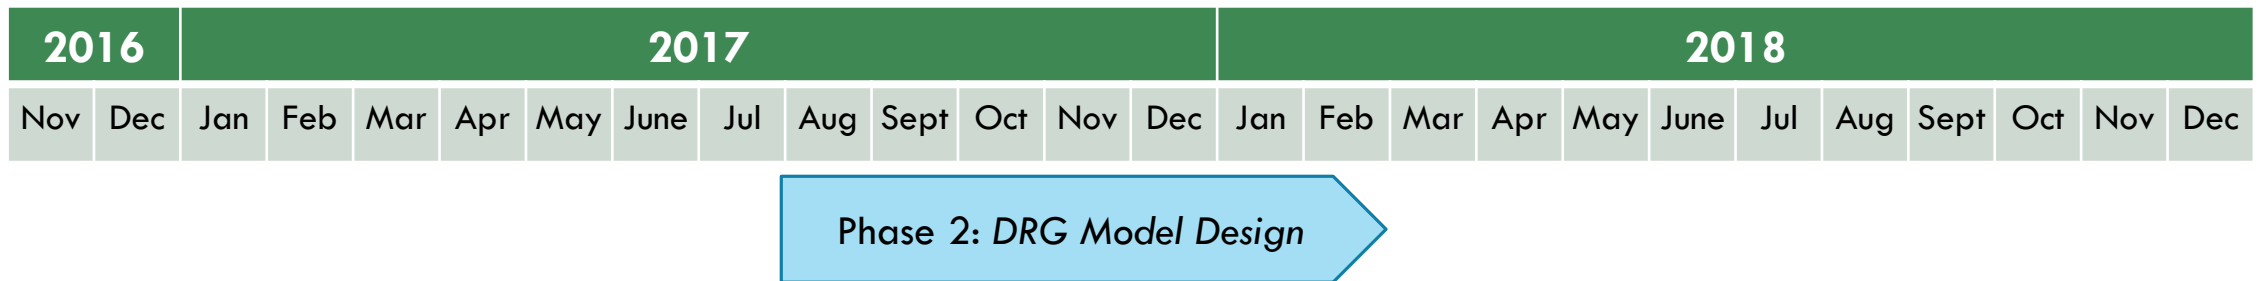 2016 2017 2018
Nov Dec Jan Feb Mar Apr May June Jul Aug Sept Oct Nov Dec Jan Feb Mar Apr May June Jul Aug Sept Oct Nov Dec
Phase 2: DRG Model Design